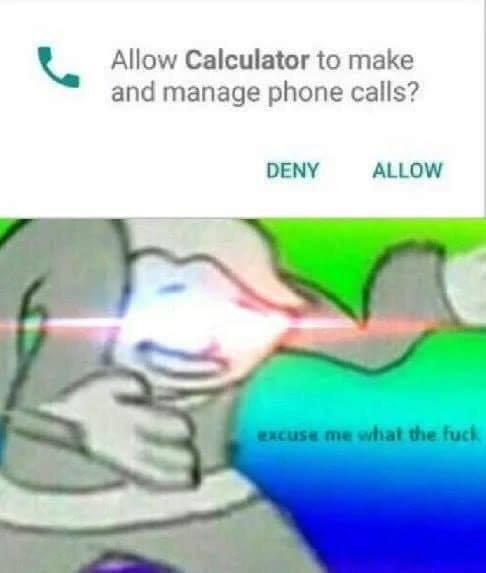 Allow Calculator to make
and manage phone calls?
DENY ALLOW
excuse me what the fuck